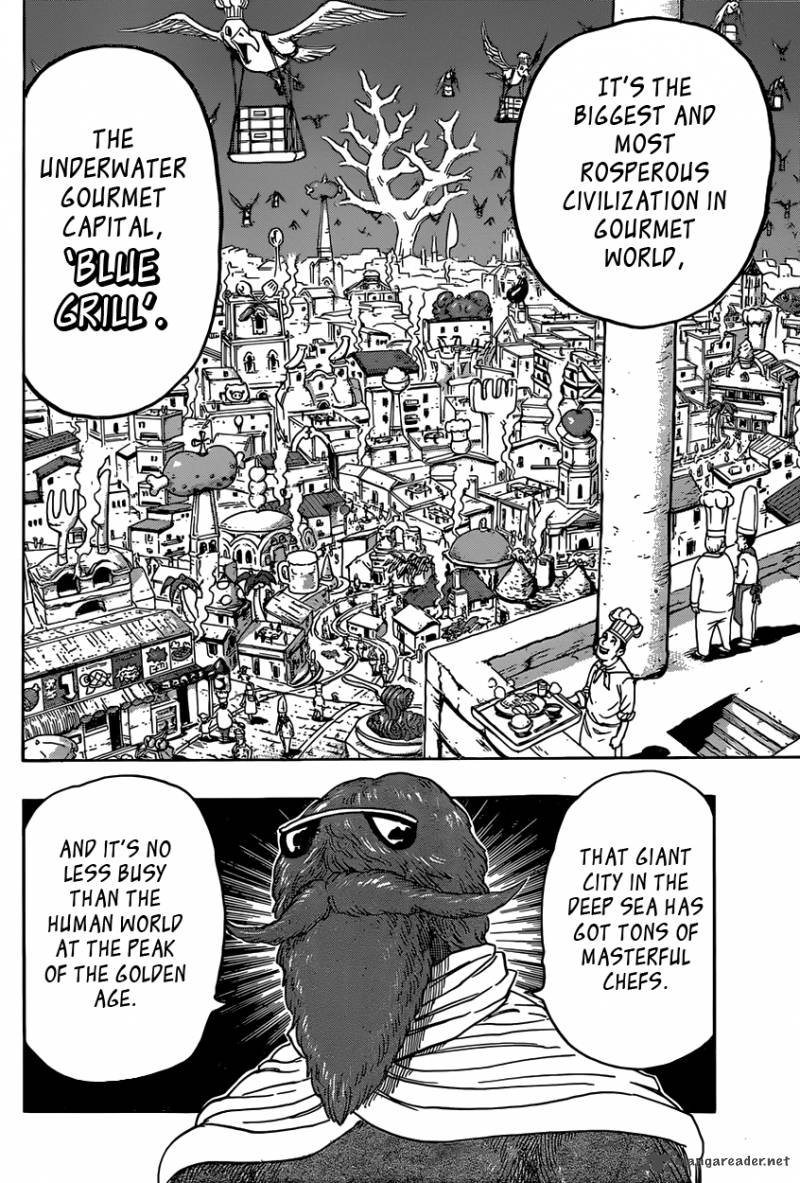 IT'S THE
BIGGEST AND
MOST
ROSPEROUS
CIVILIZATION IN
GOURMET
WORLD,
THE
UNDERWATER
GOURMET
CAPITAL,
'BLUE
GRILL'.
THAT GIANT
CITY IN THE
DEEP SEA HAS
GOT TONS OF
MASTERFUL
CHEFS.
AND IT'S NO
LESS BUSY
THAN THE
HUMAN WORLD
AT THE PEAK
OF THE GOLDEN
AGE.
mangareader.net